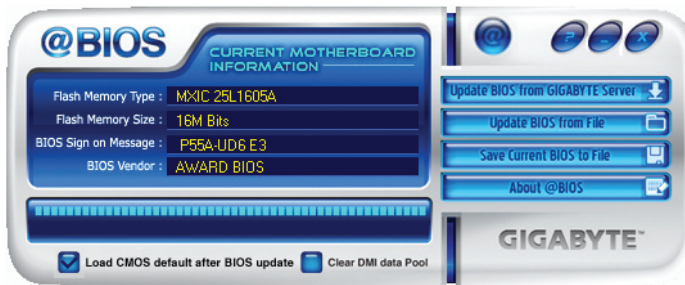 @BIOS
CURRENT MOTHERBOARD
INFORMATION
Flash Memory Type : MXIC 25L1605A
Flash Memory Size : 16M Bits
BIOS Sign on Message : P55A-UD6 E3
BIOS Vendor : AWARD BIOS
Load CMOS default after BIOS update Clear DMI data Pool
@ ? - X
Update BIOS from GIGABYTE Server
Update BIOS from File
Save Current BIOS to File
About @BIOS
GIGABYTE™